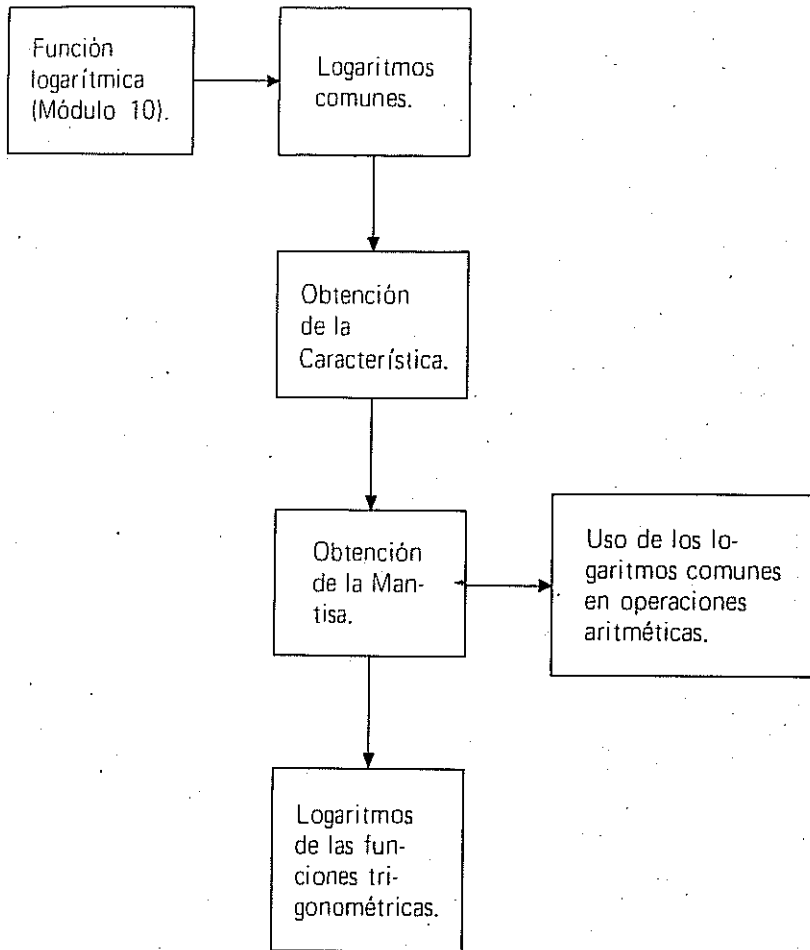 Función
logarítmica
(Módulo 10).
Logaritmos
comunes.
Obtención
de la
Característica.
Obtención
de la Man-
tisa.
Uso de los lo-
garitmos comunes
en operaciones
aritméticas.
Logaritmos
de las fun-
ciones tri-
gonométricas.